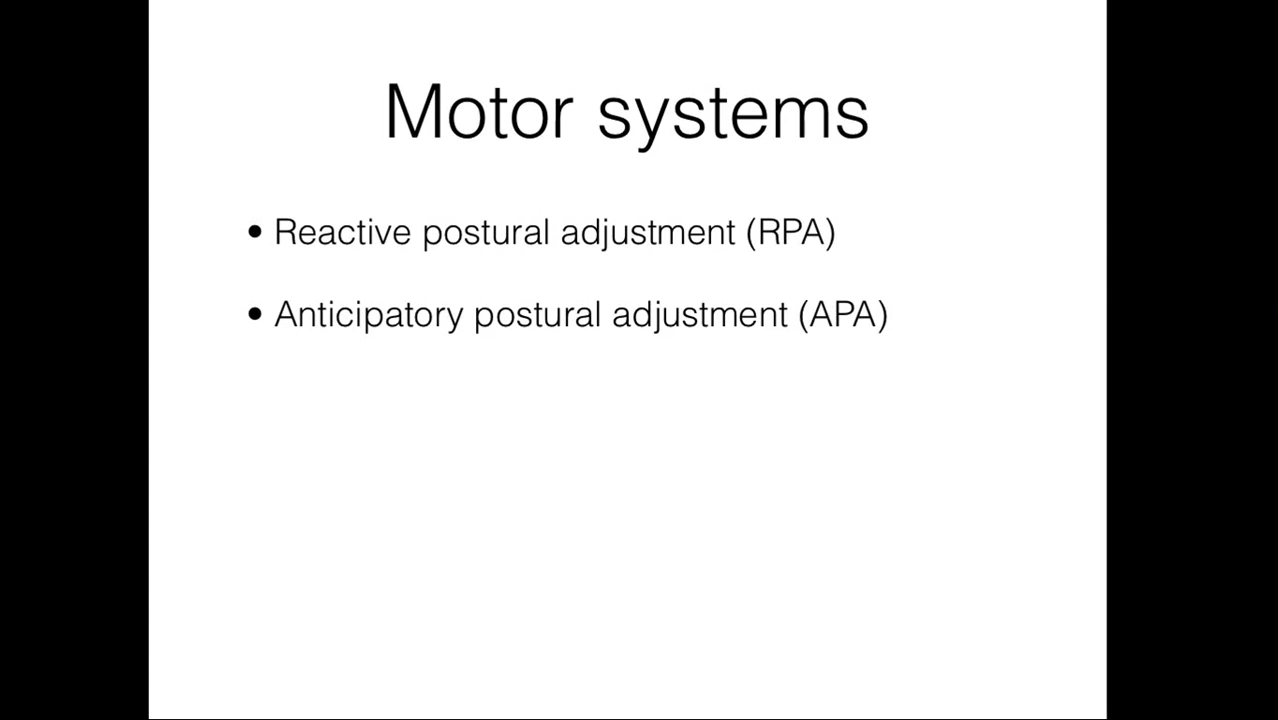 Motor systems
• Reactive postural adjustment (RPA)
• Anticipatory postural adjustment (APA)